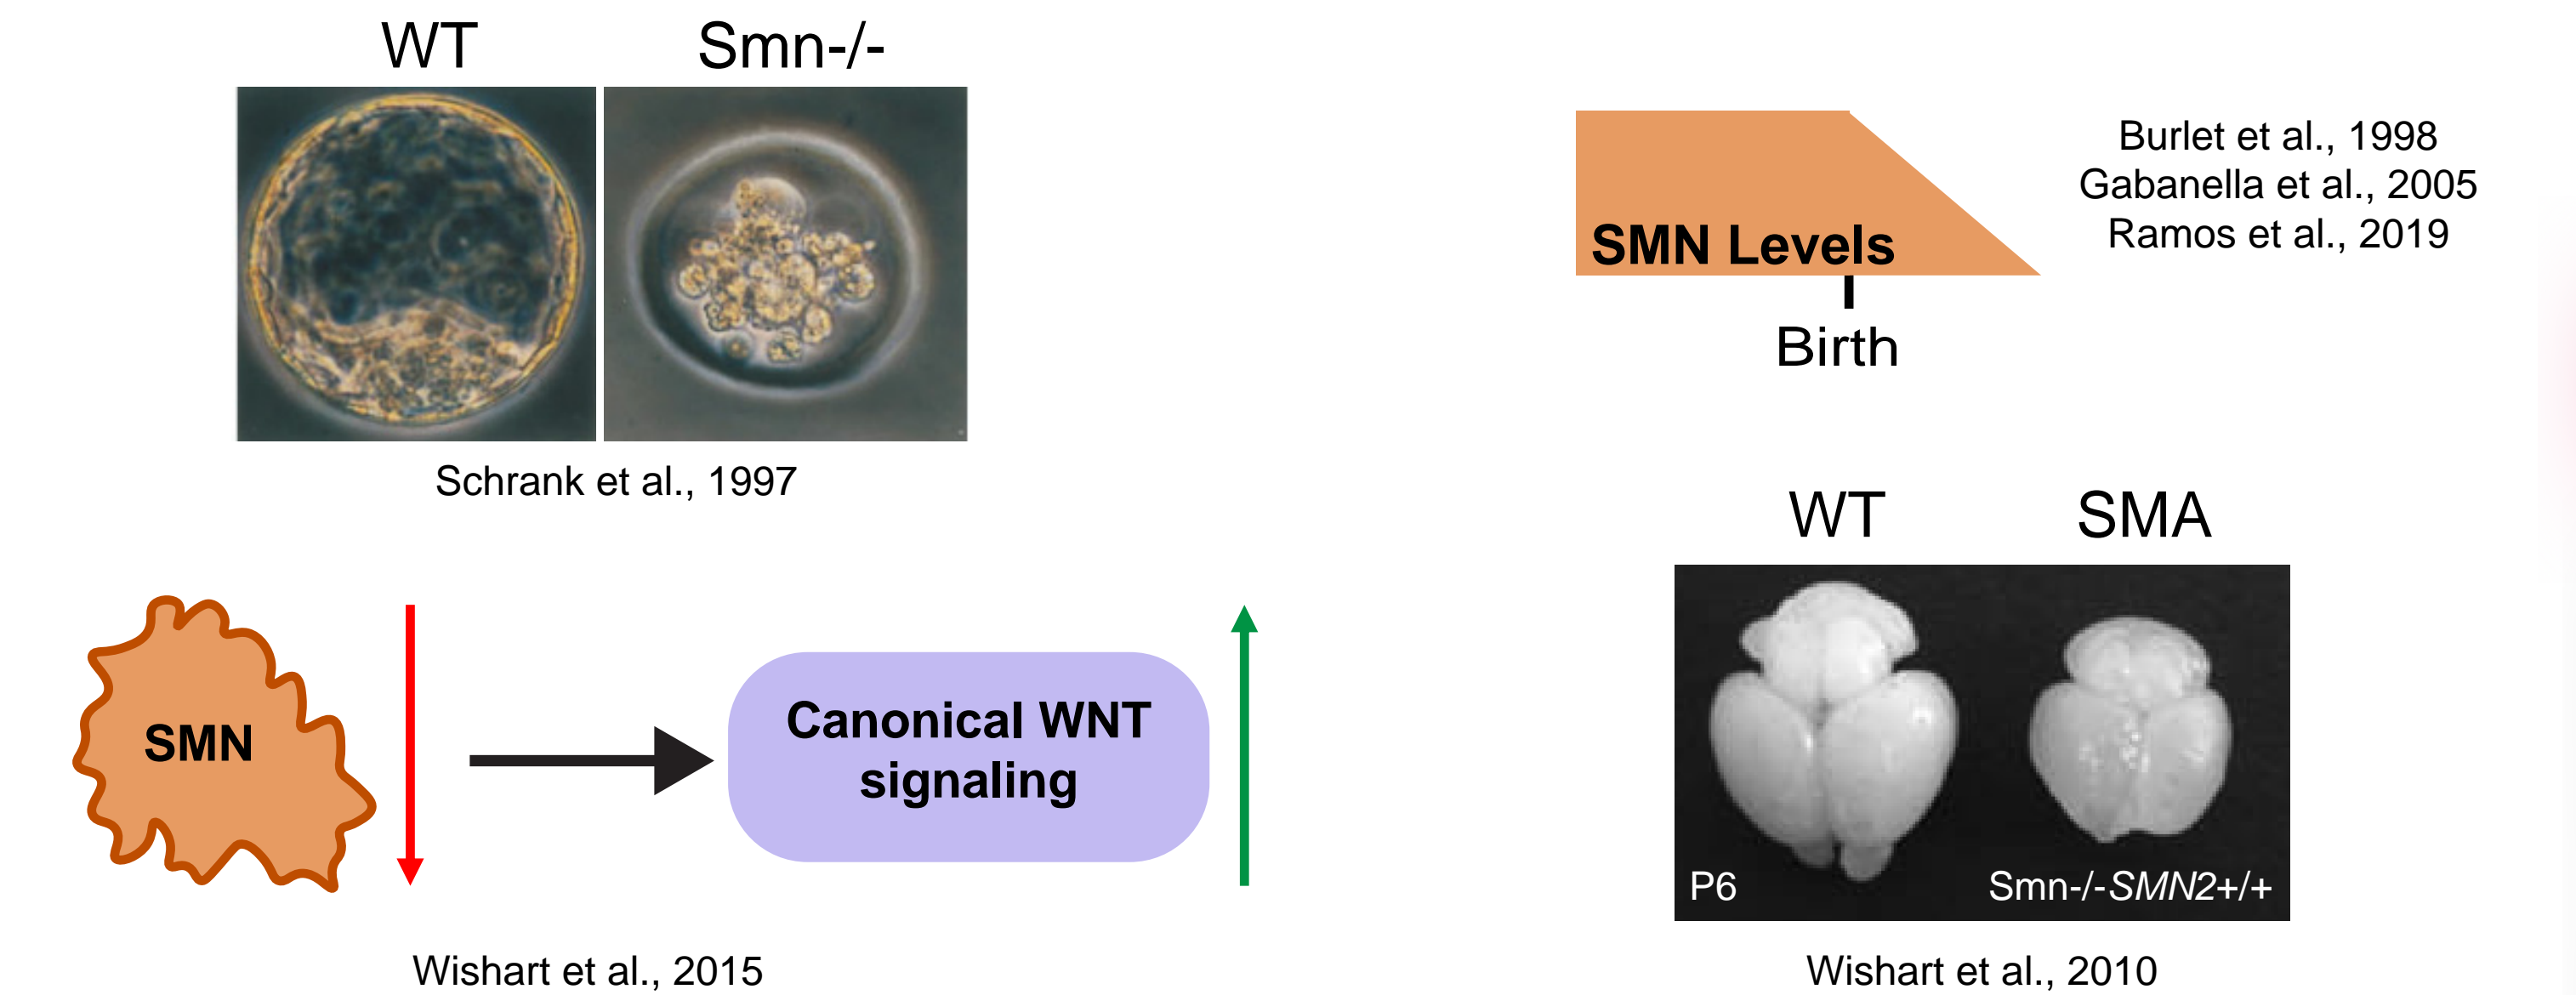 WT
Smn-/-
Schrank et al., 1997
SMN Levels
Birth
Burlet et al., 1998
Gabanella et al., 2005
Ramos et al., 2019
SMN
Canonical WNT
signaling
Wishart et al., 2015
WT
SMA
P6
Smn-/-SMN2+/+
Wishart et al., 2010